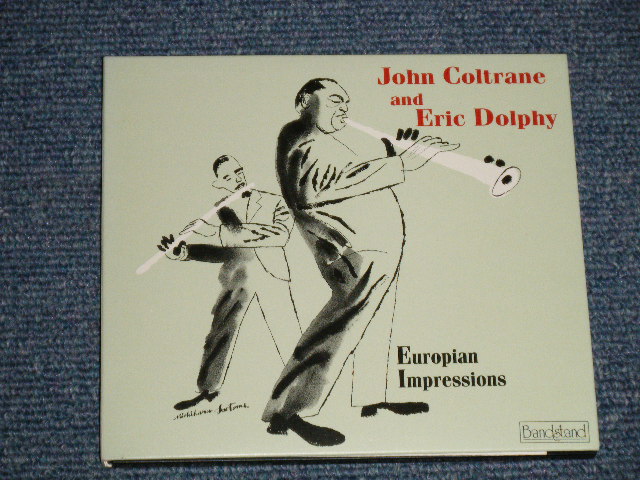 John Coltrane
and
Eric Dolphy
Europian
Impressions
Bandstand